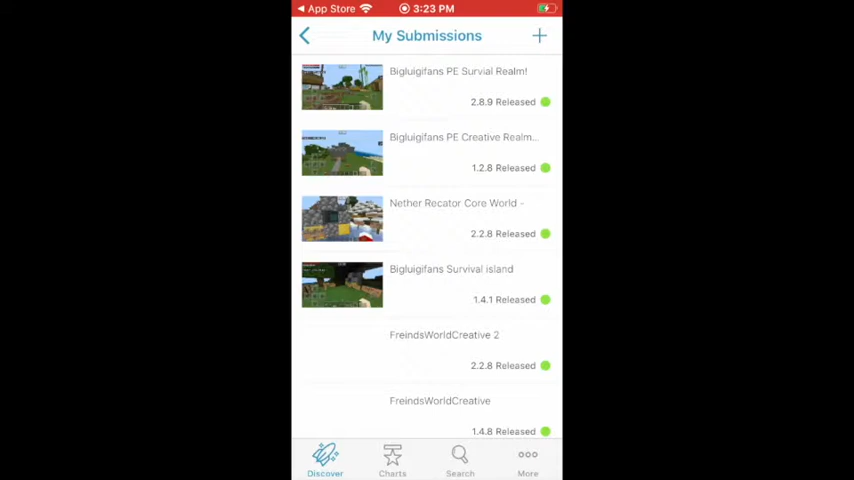 App Store 3:23 PM
My Submissions
Bigluigifans PE Survial Realm!
2.8.9 Released
Bigluigifans PE Creative Realm...
1.2.8 Released
Nether Recator Core World -
2.2.8 Released
Bigluigifans Survival island
1.4.1 Released
FreindsWorldCreative 2
2.2.8 Released
FreindsWorldCreative
1.4.8 Released
Discover Charts Search More